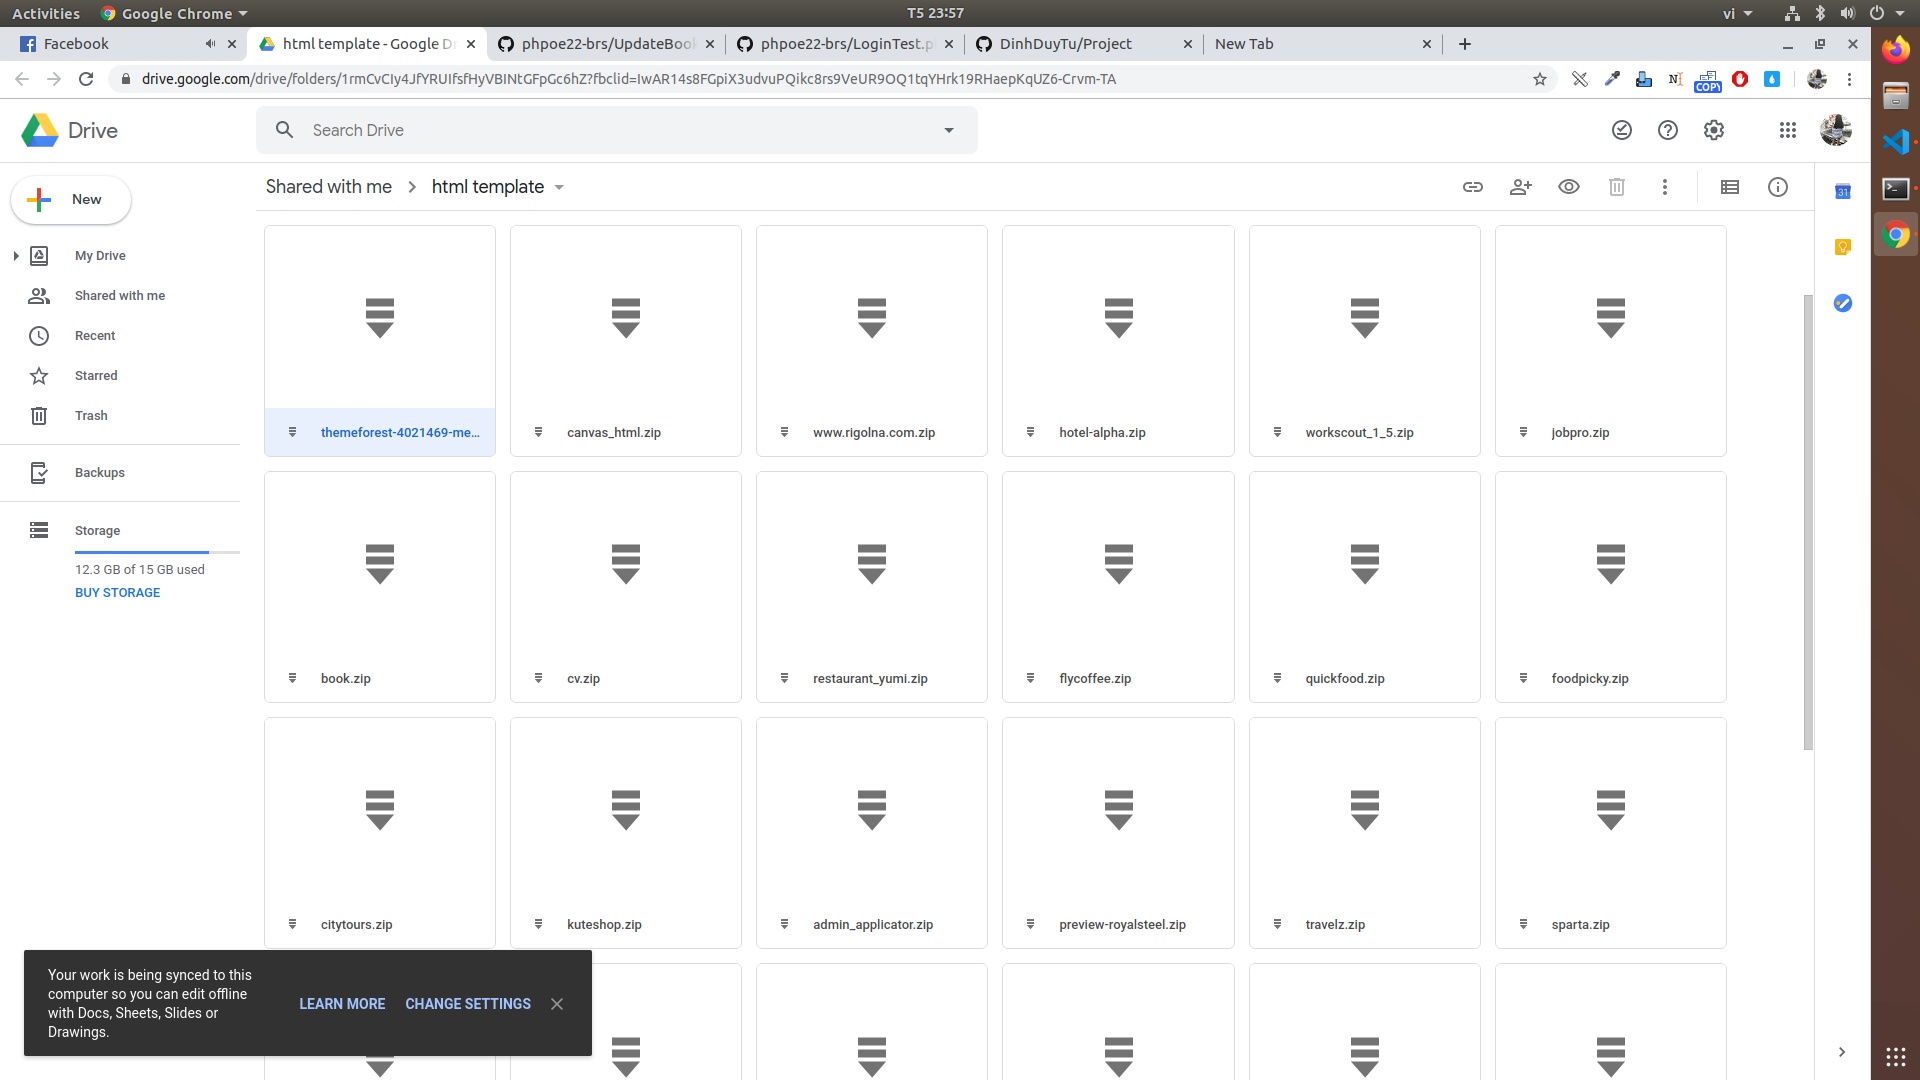 Activities
Google Chrome
T5 23:57
vi
Facebook
html template - Google Dr
phpoe22-brs/UpdateBook
phpoe22-brs/LoginTest.p
DinhDuyTu/Project
New Tab
drive.google.com/drive/folders/1rmCvCIy4JfYRUIfsfHyVBINtGFpGc6hZ?fbclid=IwAR14s8FGpiX3udvuPQikc8rs9VeUR9OQ1tqYHrk19RHaepKqUZ6-Crvm-TA
COPY
Drive
Search Drive
New
My Drive
Shared with me
Recent
Starred
Trash
Backups
Storage
12.3 GB of 15 GB used
BUY STORAGE
Shared with me
html template
31
themeforest-4021469-me...
canvas_html.zip
www.rigolna.com.zip
hotel-alpha.zip
workscout_1_5.zip
jobpro.zip
book.zip
cv.zip
restaurant_yumi.zip
flycoffee.zip
quickfood.zip
foodpicky.zip
citytours.zip
kuteshop.zip
admin_applicator.zip
preview-royalsteel.zip
travelz.zip
sparta.zip
Your work is being synced to this
computer so you can edit offline
with Docs, Sheets, Slides or
Drawings.
LEARN MORE
CHANGE SETTINGS